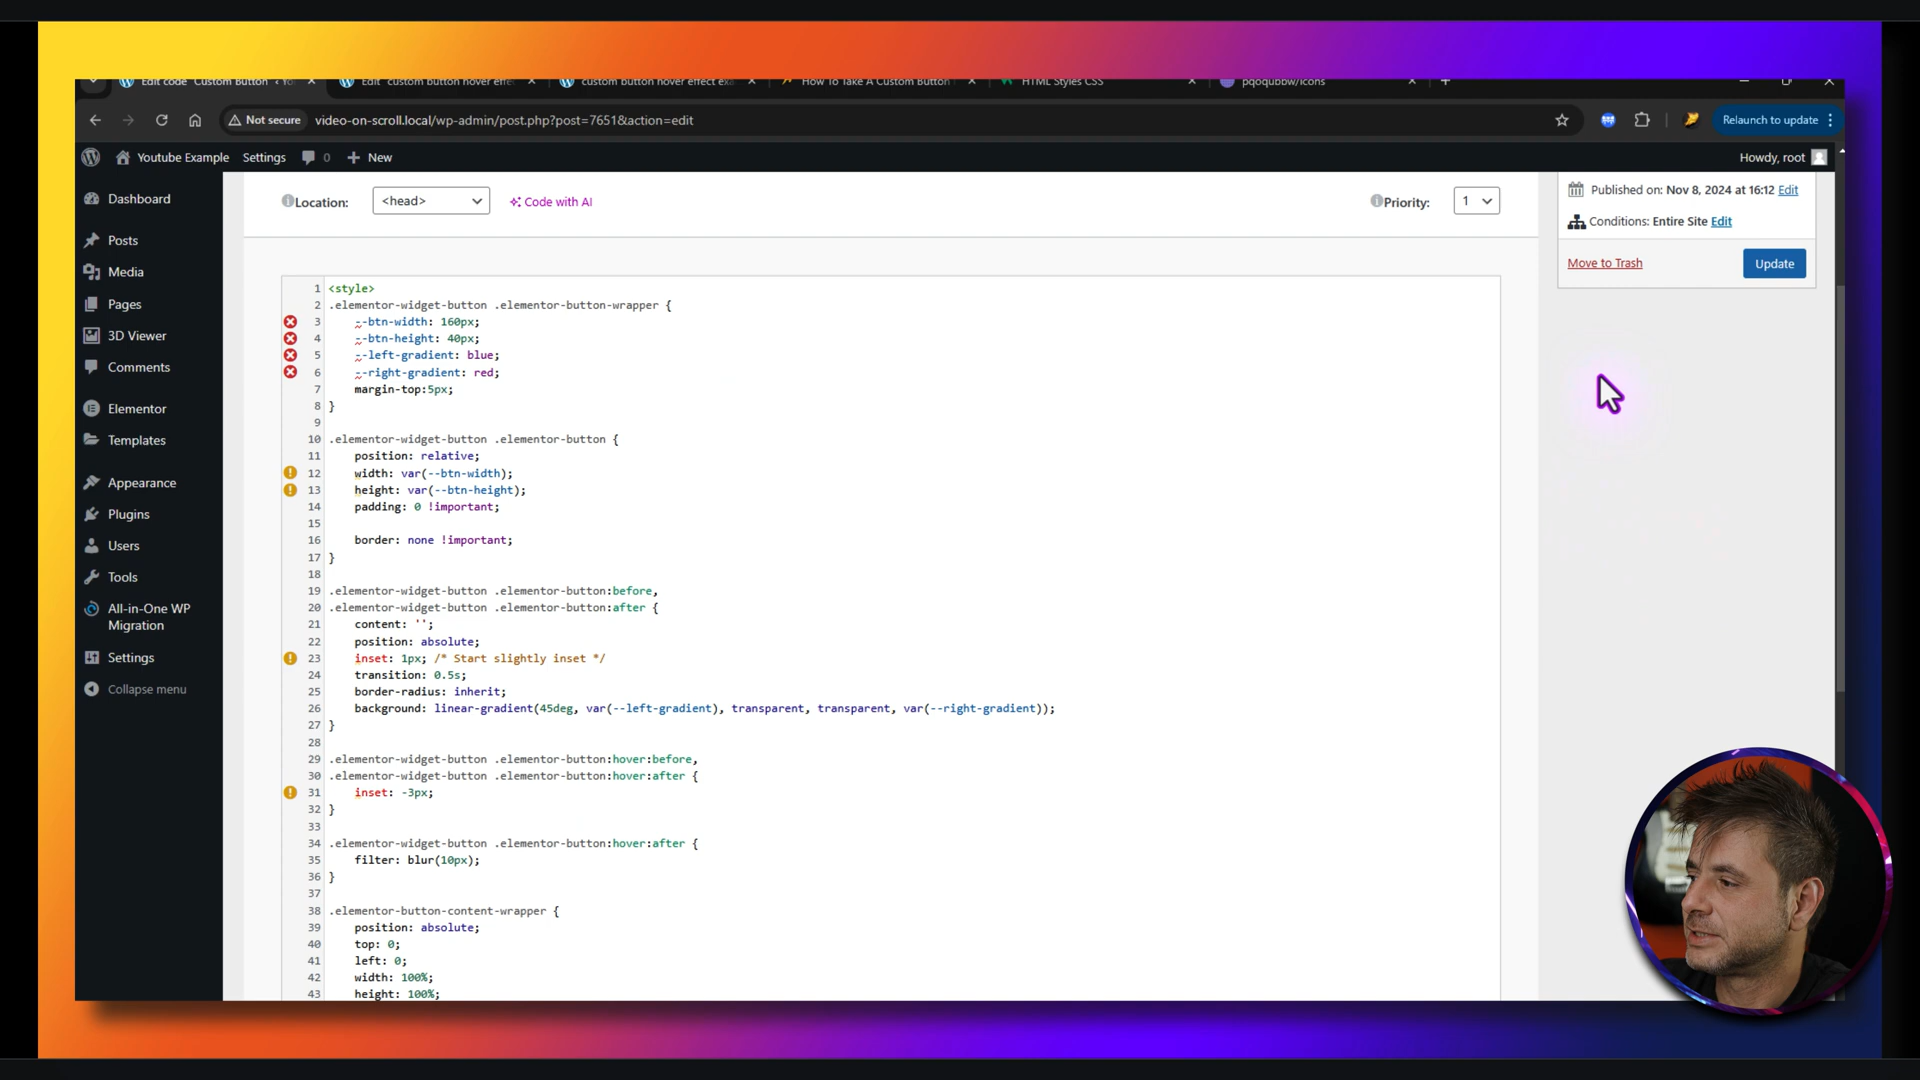 Edit code "Custom Button" ‹ Yo
Edit "custom button hover effe
custom button hover effect exa
How To Take A Custom Button
HTML Styles CSS
pqoqubbw/icons
Not secure
video-on-scroll.local/wp-admin/post.php?post=7651&action=edit
Relaunch to update
Youtube Example
Settings
0
New
Howdy, root
Dashboard
Posts
Media
Pages
3D Viewer
Comments
Elementor
Templates
Appearance
Plugins
Users
Tools
All-in-One WP
Migration
Settings
Collapse menu
Location:
<head>
Code with AI
Priority:
1
Published on: Nov 8, 2024 at 16:12 Edit
Conditions: Entire Site Edit
Move to Trash
Update
1 <style>
2 .elementor-widget-button .elementor-button-wrapper {
3 --btn-width: 160px;
4 --btn-height: 40px;
5 --left-gradient: blue;
6 --right-gradient: red;
7 margin-top:5px;
8 }
9
10 .elementor-widget-button .elementor-button {
11 position: relative;
12 width: var(--btn-width);
13 height: var(--btn-height);
14 padding: 0 !important;
15
16 border: none !important;
17 }
18
19 .elementor-widget-button .elementor-button:before,
20 .elementor-widget-button .elementor-button:after {
21 content: '';
22 position: absolute;
23 inset: 1px; /* Start slightly inset */
24 transition: 0.5s;
25 border-radius: inherit;
26 background: linear-gradient(45deg, var(--left-gradient), transparent, transparent, var(--right-gradient));
27 }
28
29 .elementor-widget-button .elementor-button:hover:before,
30 .elementor-widget-button .elementor-button:hover:after {
31 inset: -3px;
32 }
33
34 .elementor-widget-button .elementor-button:hover:after {
35 filter: blur(10px);
36 }
37
38 .elementor-button-content-wrapper {
39 position: absolute;
40 top: 0;
41 left: 0;
42 width: 100%;
43 height: 100%;